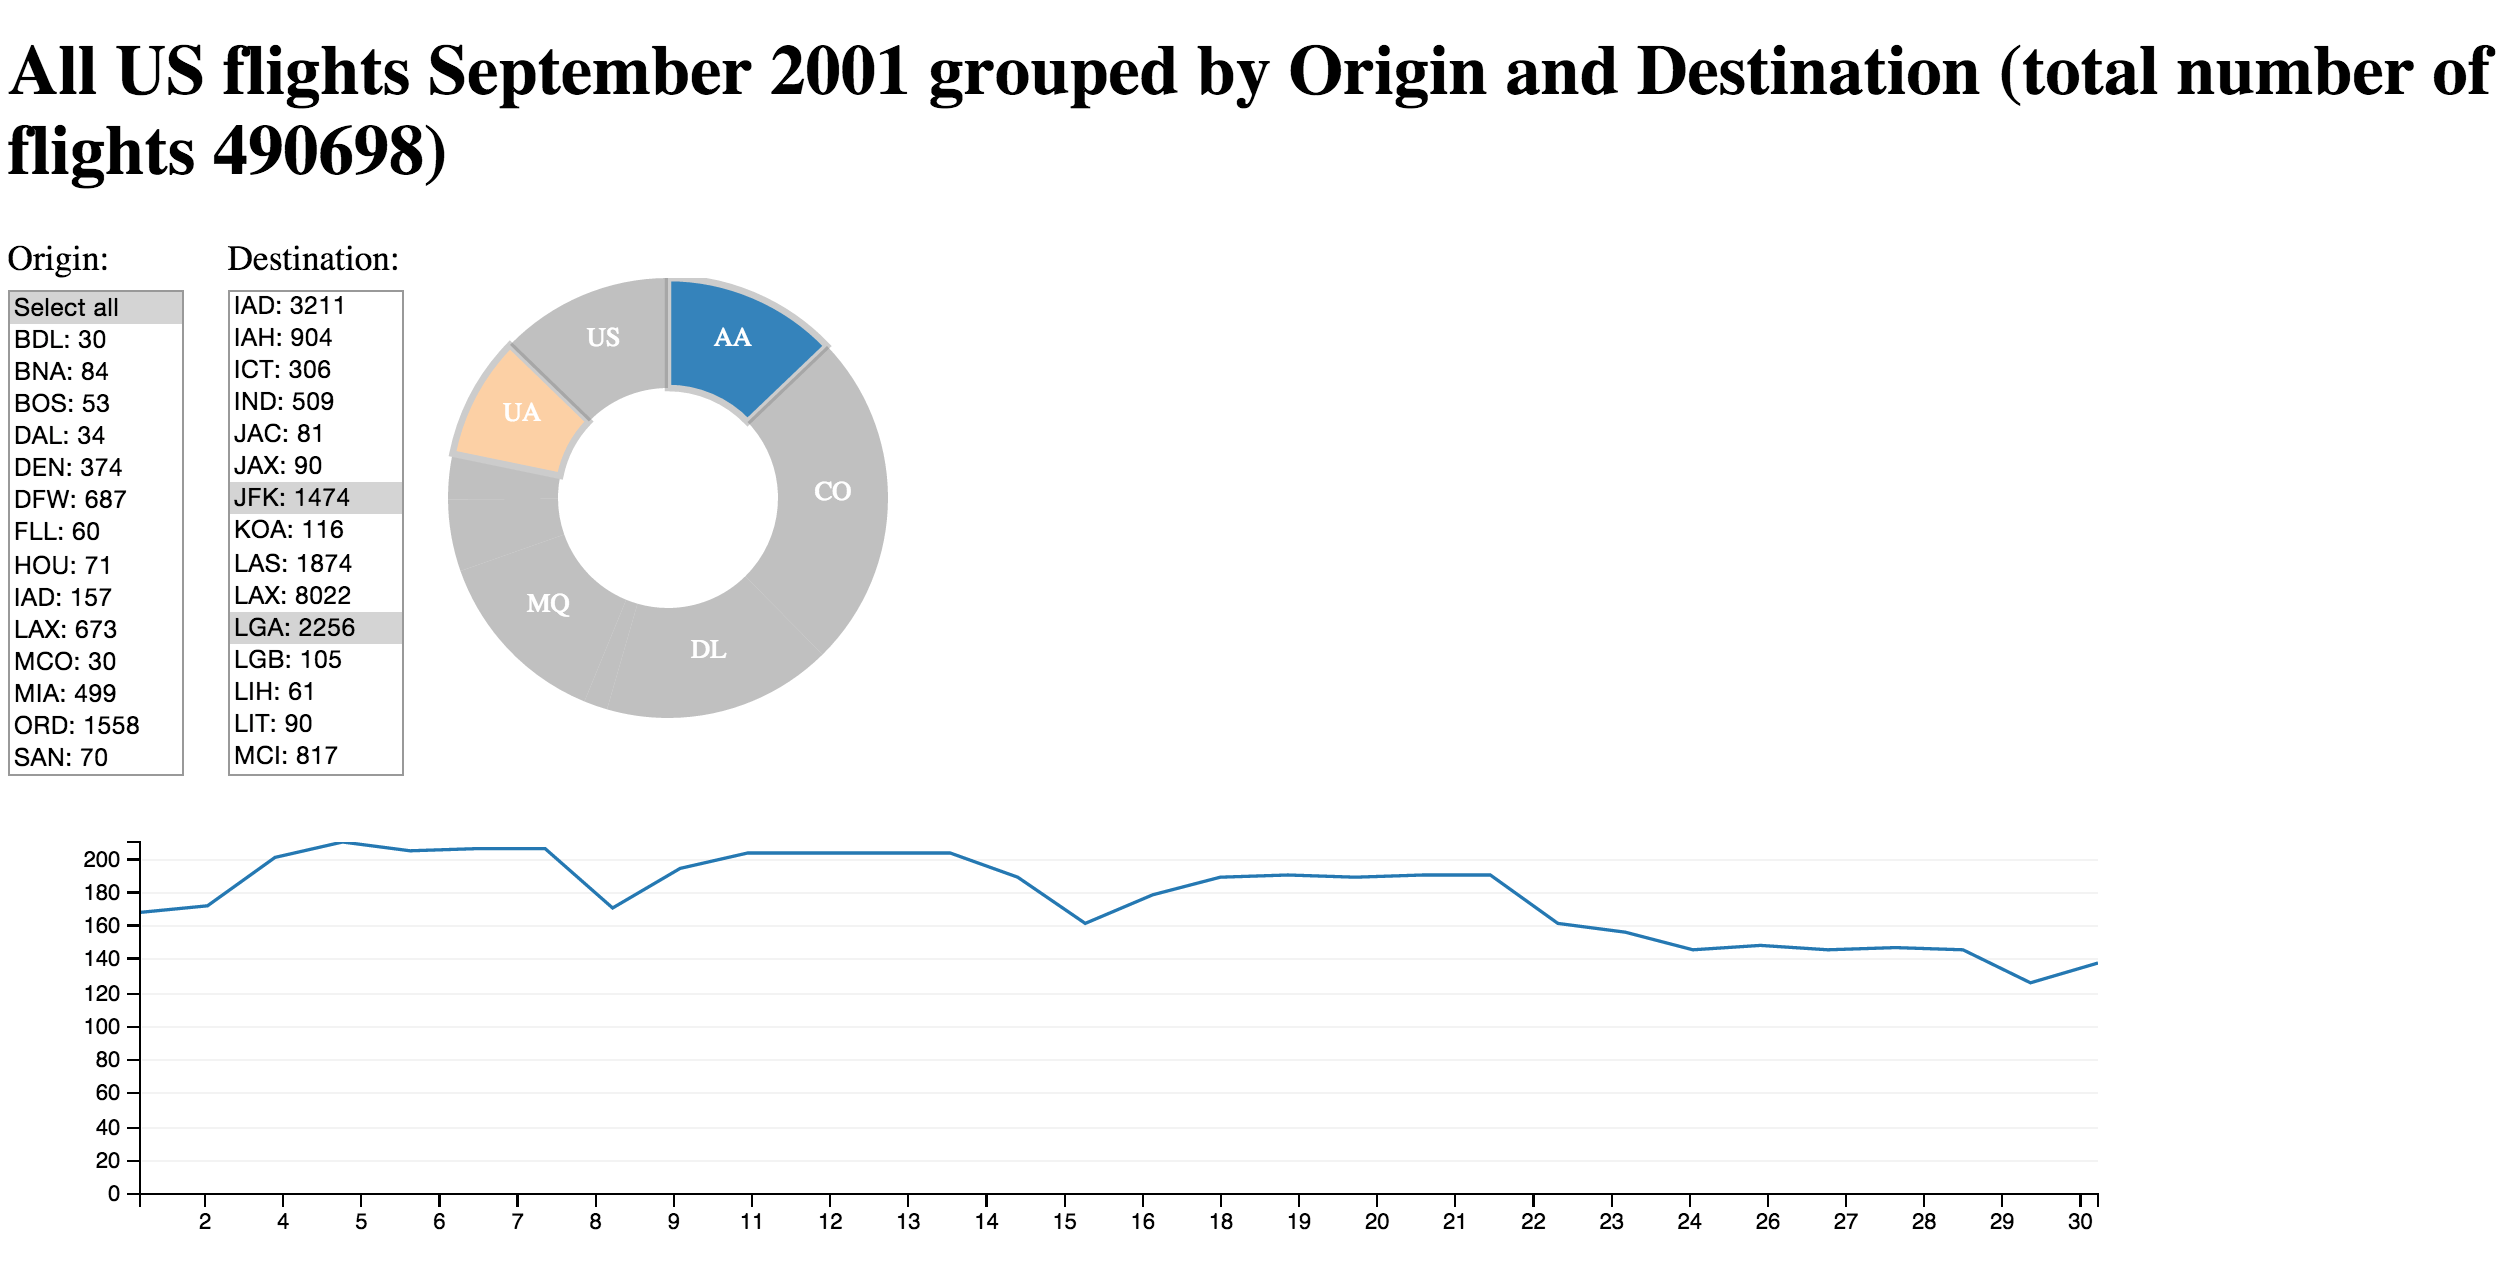 All US flights September 2001 grouped by Origin and Destination (total number of
flights 490698)
Origin:
Select all
BDL: 30
BNA: 84
BOS: 53
DAL: 34
DEN: 374
DFW: 687
FLL: 60
HOU: 71
IAD: 157
LAX: 673
MCO: 30
MIA: 499
ORD: 1558
SAN: 70
Destination:
IAD: 3211
IAH: 904
ICT: 306
IND: 509
JAC: 81
JAX: 90
JFK: 1474
KOA: 116
LAS: 1874
LAX: 8022
LGA: 2256
LGB: 105
LIH: 61
LIT: 90
MCI: 817
US
AA
UA
CO
MQ
DL
200
180
160
140
120
100
80
60
40
20
0
2 4 5 6 7 8 9 11 12 13 14 15 16 18 19 20 21 22 23 24 26 27 28 29 30